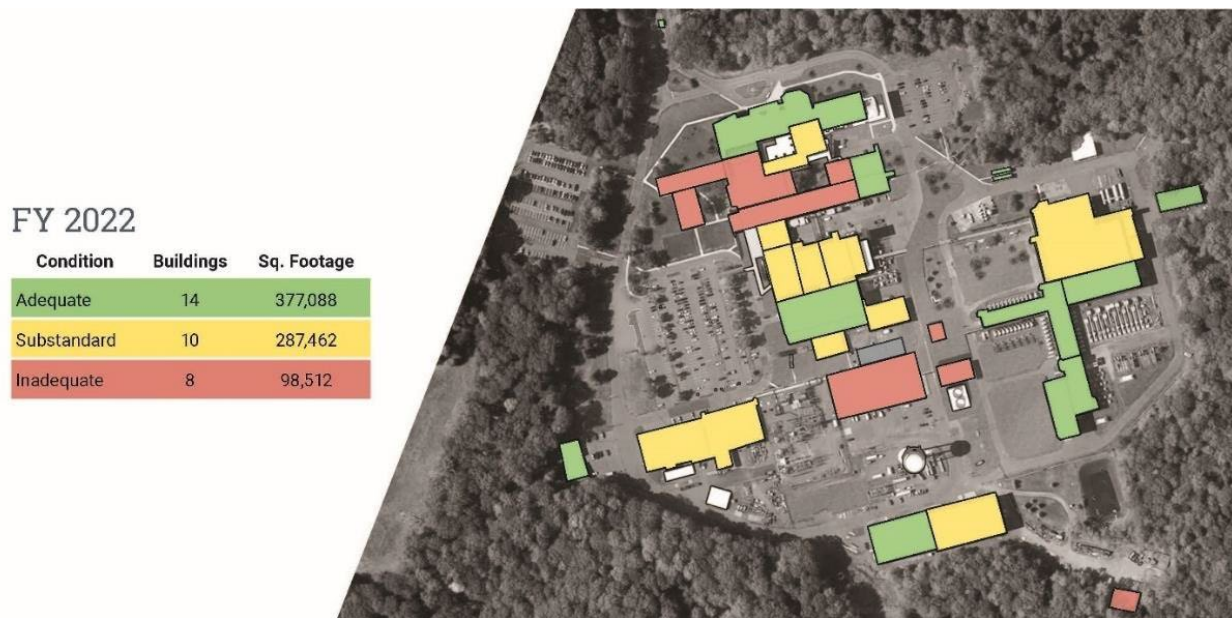 FY 2022
Condition Buildings Sq. Footage
Adequate 14 377,088
Substandard 10 287,462
Inadequate 8 98,512